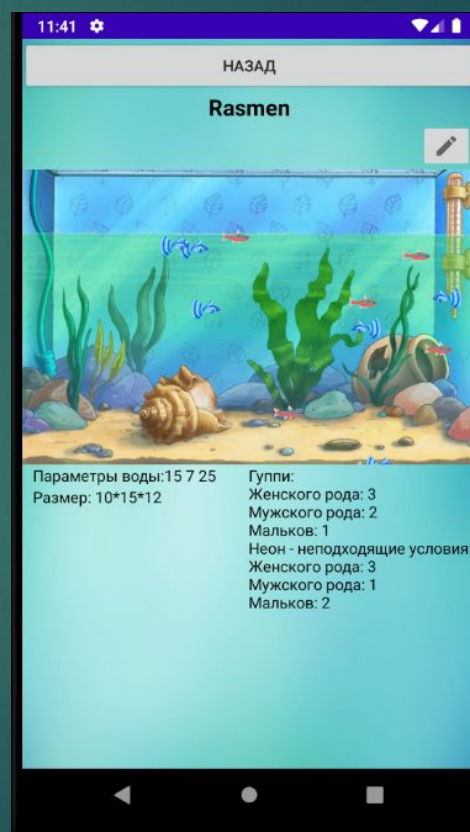 11:41
НАЗАД
Rasmen
Параметры воды:15 7 25
Размер: 10*15*12
Гуппи:
Женского рода: 3
Мужского рода: 2
Мальков: 1
Неон - неподходящие условия
Женского рода: 3
Мужского рода: 1
Мальков: 2